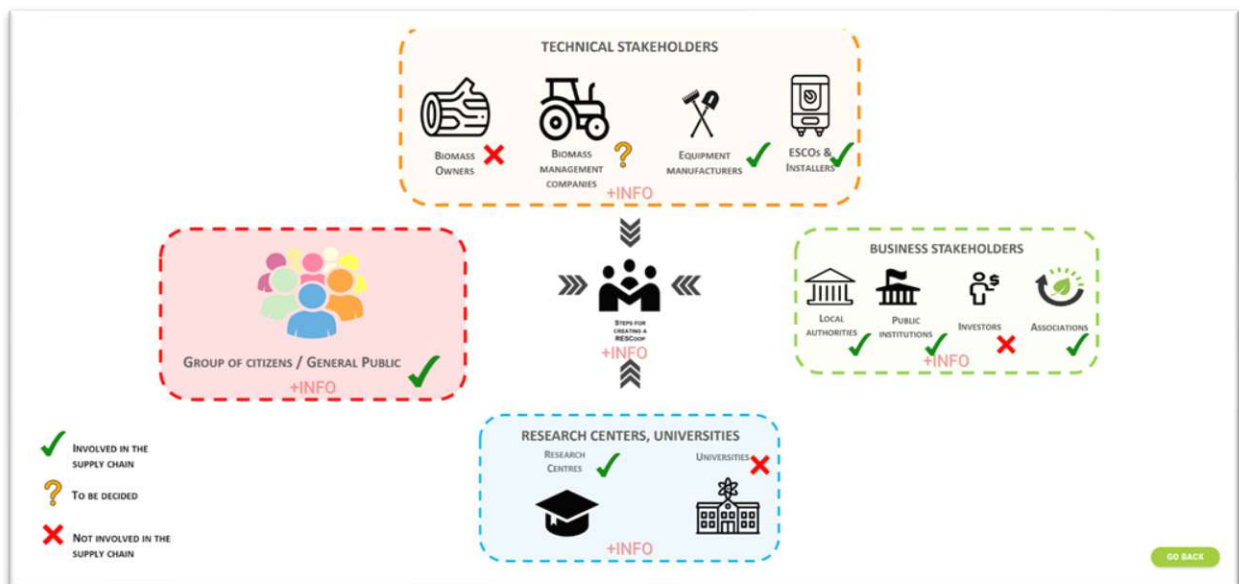 TECHNICAL STAKEHOLDERS
BIOMASS
OWNERS
BIOMASS
MANAGEMENT
COMPANIES
EQUIPMENT
MANUFACTURERS
ESCOS &
INSTALLERS
+INFO
GROUP OF CITIZENS / GENERAL PUBLIC
+INFO
STEPS FOR
CREATING A
RESCOOP
+INFO
BUSINESS STAKEHOLDERS
LOCAL
AUTHORITIES
PUBLIC
INSTITUTIONS
INVESTORS
ASSOCIATIONS
+INFO
RESEARCH CENTERS, UNIVERSITIES
RESEARCH
CENTRES
UNIVERSITIES
+INFO
INVOLVED IN THE
SUPPLY CHAIN
TO BE DECIDED
NOT INVOLVED IN THE
SUPPLY CHAIN
GO BACK